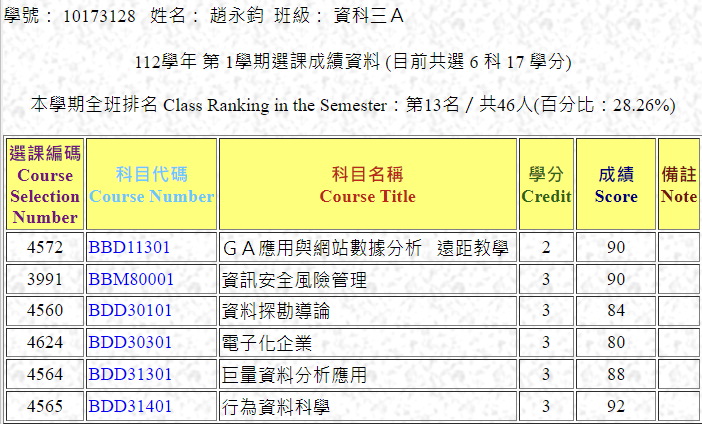 學號： 10173128 姓名： 趙永鈞 班級： 資科三Ａ
112學年 第 1學期選課成績資料 (目前共選 6 科 17 學分)
本學期全班排名 Class Ranking in the Semester：第13名 / 共46人(百分比：28.26%)
選課編碼 Course Selection Number 科目代碼 Course Number 科目名稱 Course Title 學分 Credit 成績 Score 備註 Note
4572 BBD11301 ＧＡ應用與網站數據分析 遠距教學 2 90
3991 BBM80001 資訊安全風險管理 3 90
4560 BDD30101 資料探勘導論 3 84
4624 BDD30301 電子化企業 3 80
4564 BDD31301 巨量資料分析應用 3 88
4565 BDD31401 行為資料科學 3 92